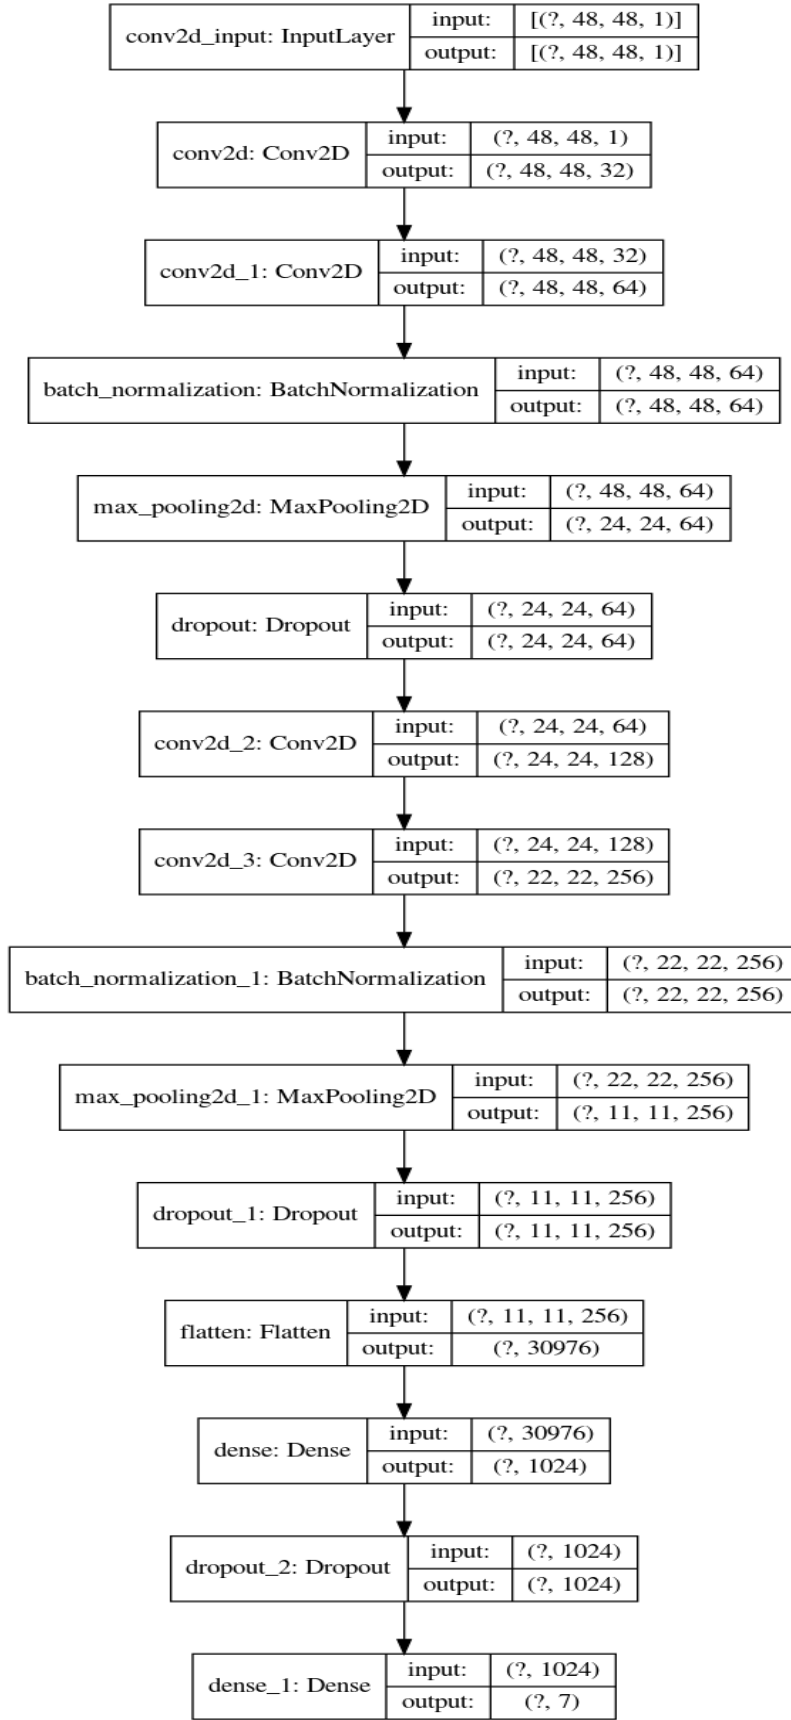 conv2d_input: InputLayer
input: [(?, 48, 48, 1)]
output: [(?, 48, 48, 1)]
conv2d: Conv2D
input: (?, 48, 48, 1)
output: (?, 48, 48, 32)
conv2d_1: Conv2D
input: (?, 48, 48, 32)
output: (?, 48, 48, 64)
batch_normalization: BatchNormalization
input: (?, 48, 48, 64)
output: (?, 48, 48, 64)
max_pooling2d: MaxPooling2D
input: (?, 48, 48, 64)
output: (?, 24, 24, 64)
dropout: Dropout
input: (?, 24, 24, 64)
output: (?, 24, 24, 64)
conv2d_2: Conv2D
input: (?, 24, 24, 64)
output: (?, 24, 24, 128)
conv2d_3: Conv2D
input: (?, 24, 24, 128)
output: (?, 22, 22, 256)
batch_normalization_1: BatchNormalization
input: (?, 22, 22, 256)
output: (?, 22, 22, 256)
max_pooling2d_1: MaxPooling2D
input: (?, 22, 22, 256)
output: (?, 11, 11, 256)
dropout_1: Dropout
input: (?, 11, 11, 256)
output: (?, 11, 11, 256)
flatten: Flatten
input: (?, 11, 11, 256)
output: (?, 30976)
dense: Dense
input: (?, 30976)
output: (?, 1024)
dropout_2: Dropout
input: (?, 1024)
output: (?, 1024)
dense_1: Dense
input: (?, 1024)
output: (?, 7)